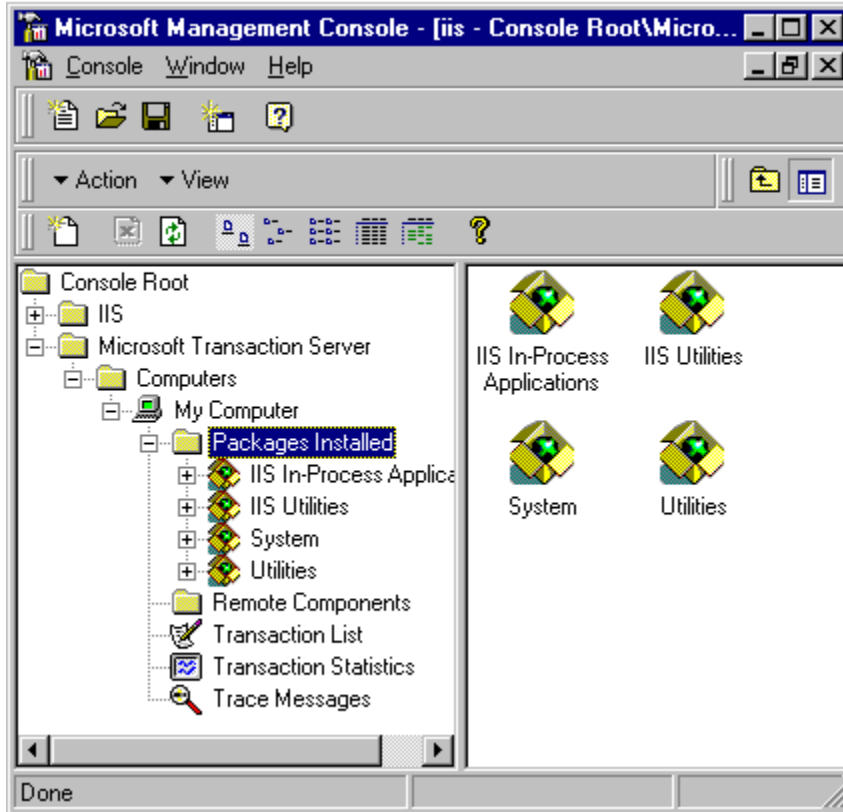 Microsoft Management Console - [iis - Console Root\Micro...
Console Window Help
Action View
Console Root
IIS
Microsoft Transaction Server
Computers
My Computer
Packages Installed
IIS In-Process Applica
IIS Utilities
System
Utilities
Remote Components
Transaction List
Transaction Statistics
Trace Messages
IIS In-Process
Applications
IIS Utilities
System
Utilities
Done